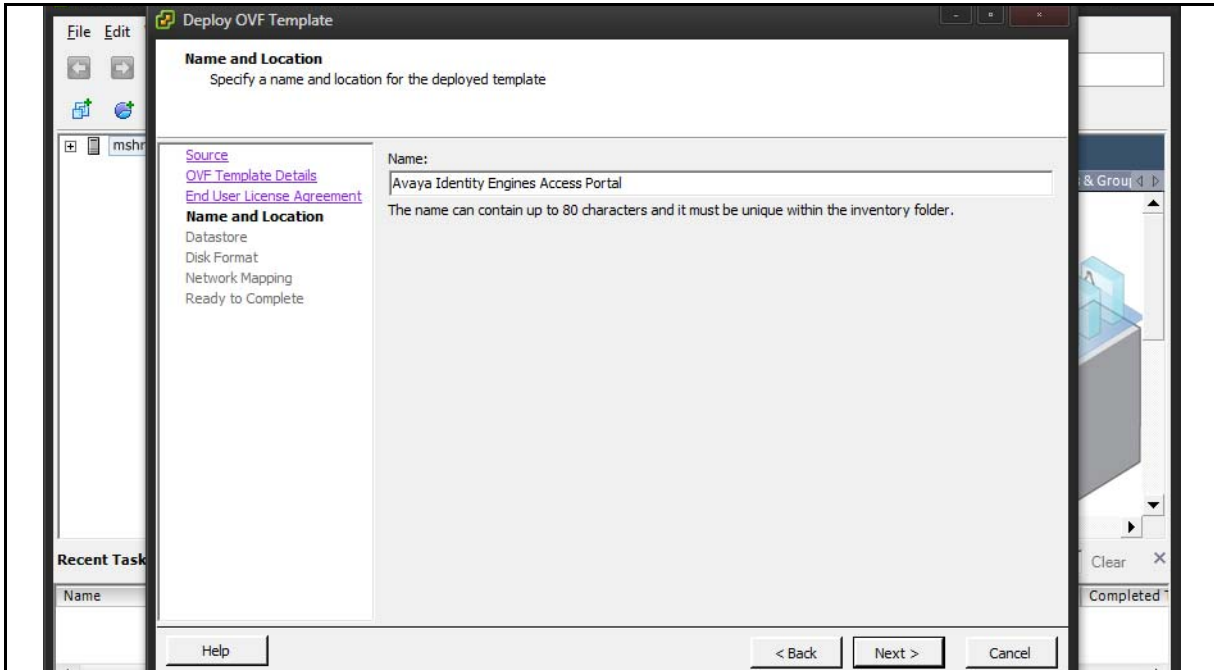 File Edit
Deploy OVF Template
Name and Location
Specify a name and location for the deployed template
mshr
Source
OVF Template Details
End User License Agreement
Name and Location
Datastore
Disk Format
Network Mapping
Ready to Complete
Name:
Avaya Identity Engines Access Portal
The name can contain up to 80 characters and it must be unique within the inventory folder.
& Grou
Recent Task
Clear
Name
Completed T
Help
< Back
Next >
Cancel